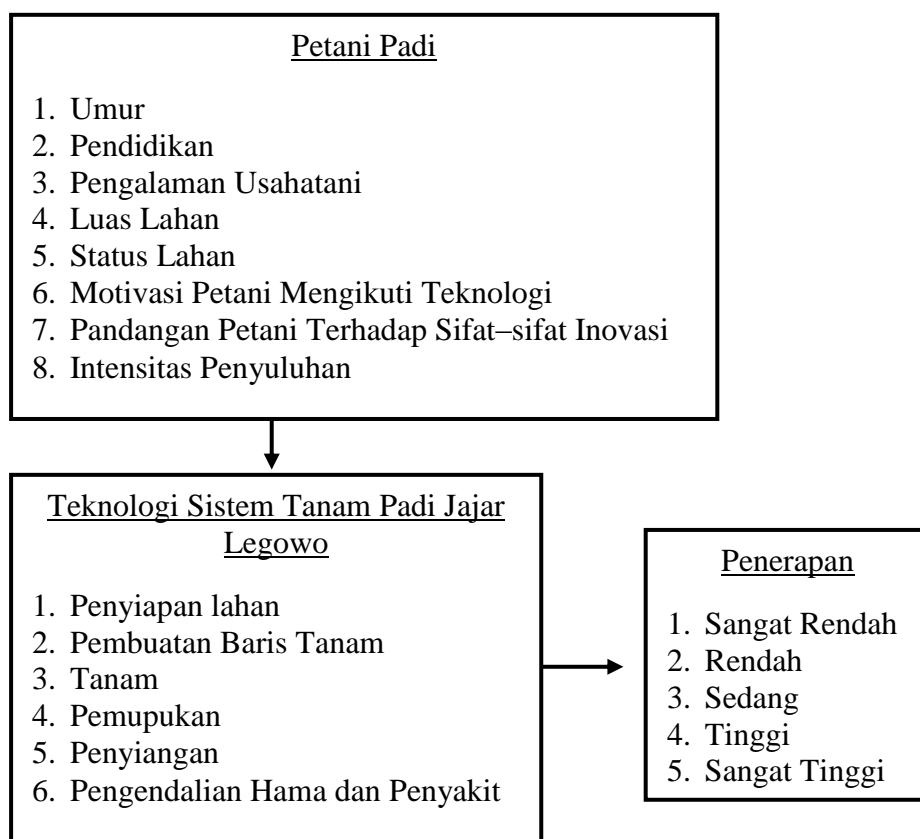 Petani Padi
1. Umur
2. Pendidikan
3. Pengalaman Usahatani
4. Luas Lahan
5. Status Lahan
6. Motivasi Petani Mengikuti Teknologi
7. Pandangan Petani Terhadap Sifat–sifat Inovasi
8. Intensitas Penyuluhan
Teknologi Sistem Tanam Padi Jajar
Legowo
1. Penyiapan lahan
2. Pembuatan Baris Tanam
3. Tanam
4. Pemupukan
5. Penyiangan
6. Pengendalian Hama dan Penyakit
Penerapan
1. Sangat Rendah
2. Rendah
3. Sedang
4. Tinggi
5. Sangat Tinggi